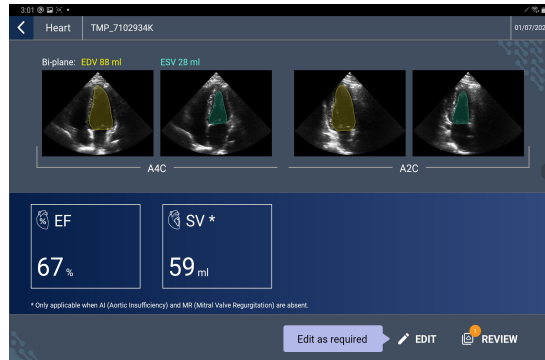 3:01
Heart TMP_7102934K 01/07/202
Bi-plane: EDV 88 ml ESV 28 ml
A4C A2C
% EF SV *
67 % 59 ml
* Only applicable when AI (Aortic Insufficiency) and MR (Mitral Valve Regurgitation) are absent.
Edit as required EDIT 1 REVIEW